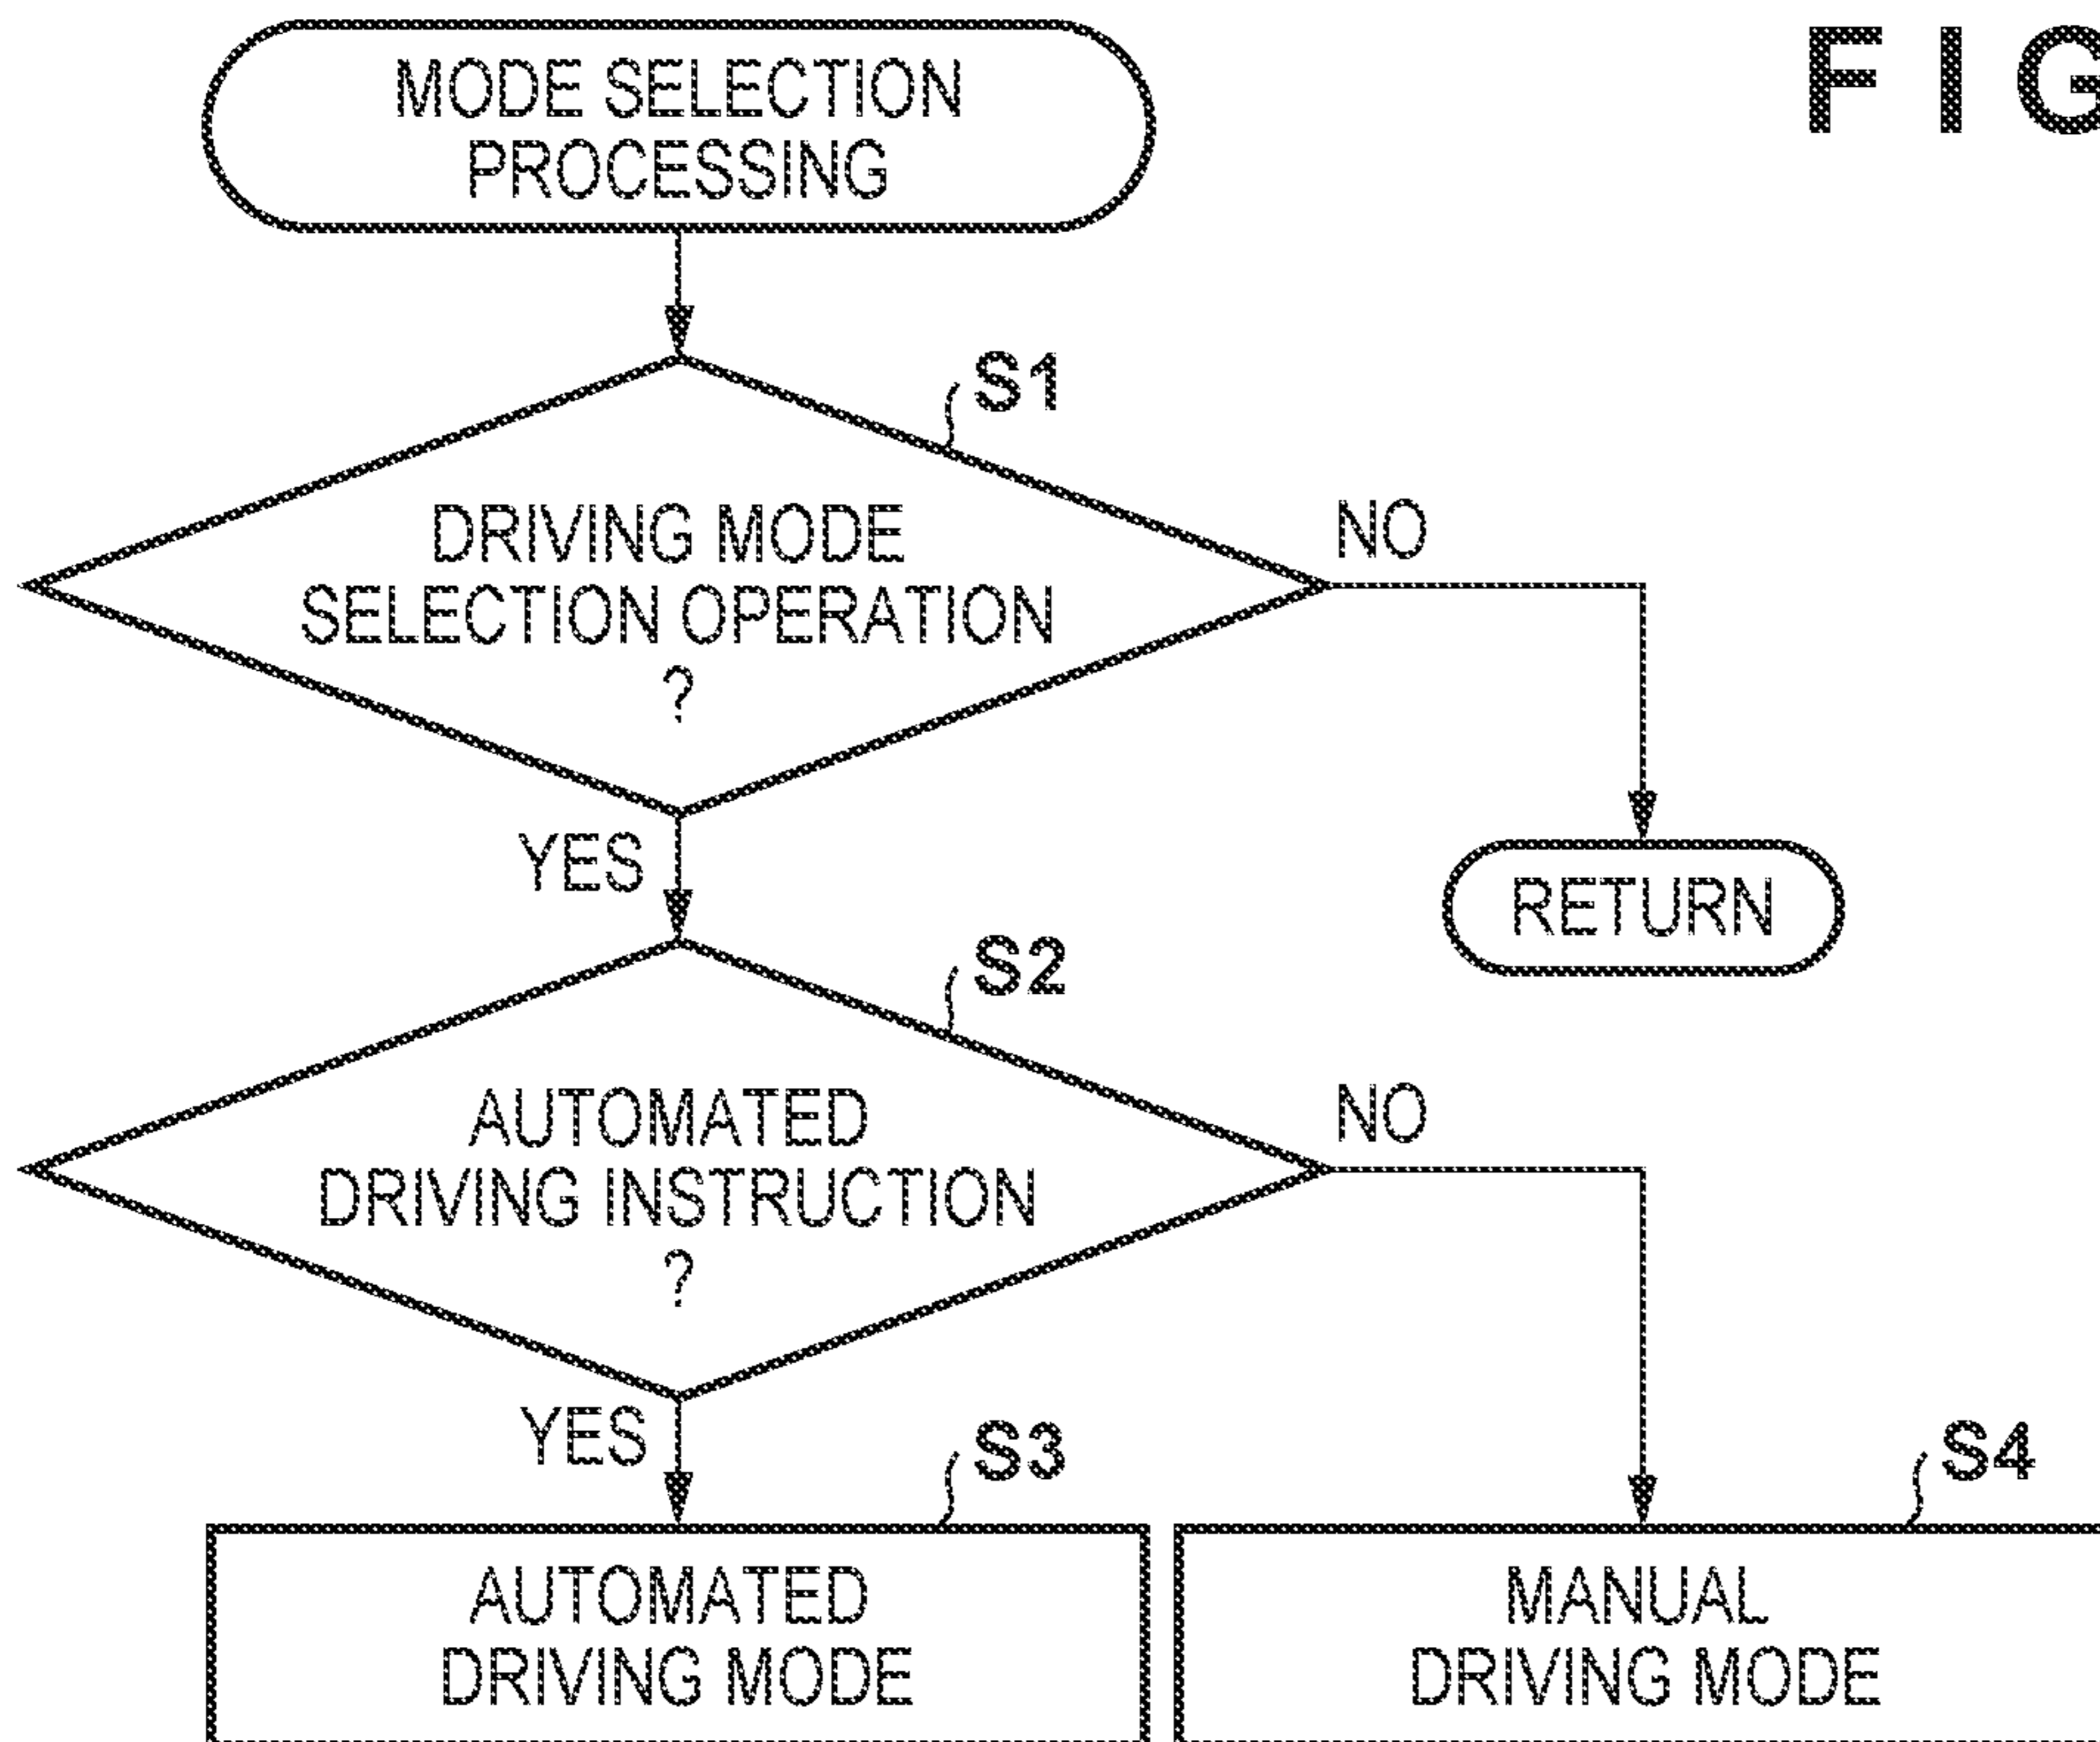 FIG
MODE SELECTION
PROCESSING
S1
DRIVING MODE
SELECTION OPERATION
?
NO
YES
RETURN
S2
AUTOMATED
DRIVING INSTRUCTION
?
NO
YES
S3
S4
AUTOMATED
DRIVING MODE
MANUAL
DRIVING MODE